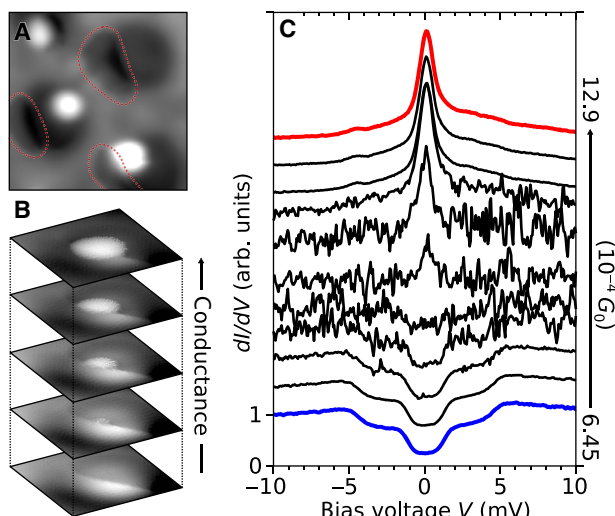 A
B
Conductance
C
dI/dV (arb. units)
1
0
−10
−5
0
5
10
Bias voltage V (mV)
12.9
(10⁻⁴ G₀)
6.45